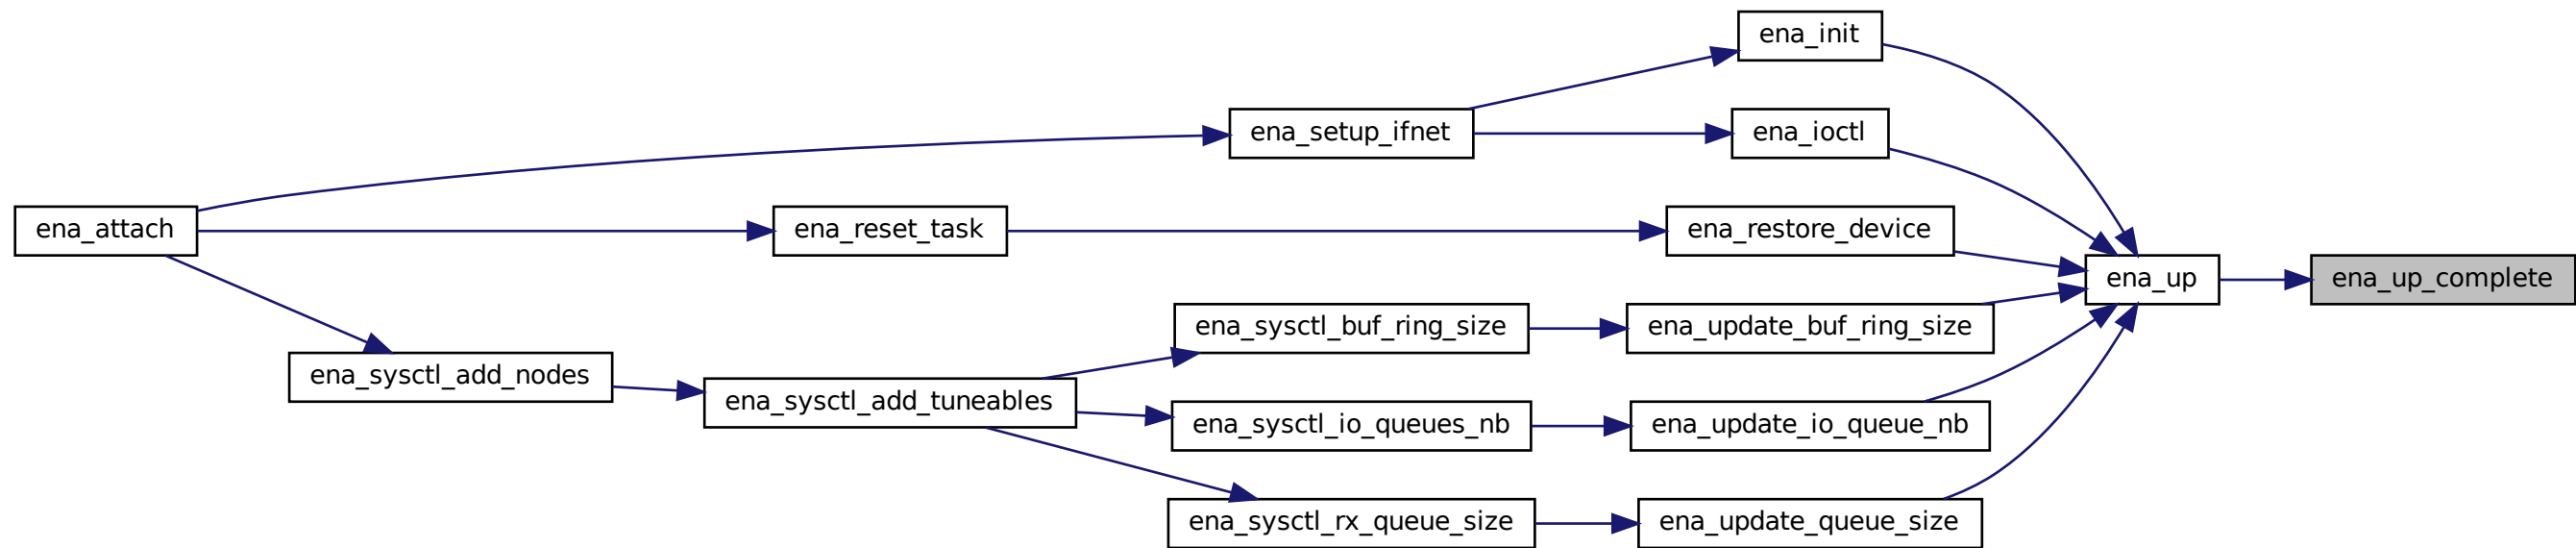 ena_init
ena_setup_ifnet
ena_ioctl
ena_attach
ena_reset_task
ena_restore_device
ena_up
ena_up_complete
ena_sysctl_buf_ring_size
ena_update_buf_ring_size
ena_sysctl_add_nodes
ena_sysctl_add_tuneables
ena_sysctl_io_queues_nb
ena_update_io_queue_nb
ena_sysctl_rx_queue_size
ena_update_queue_size